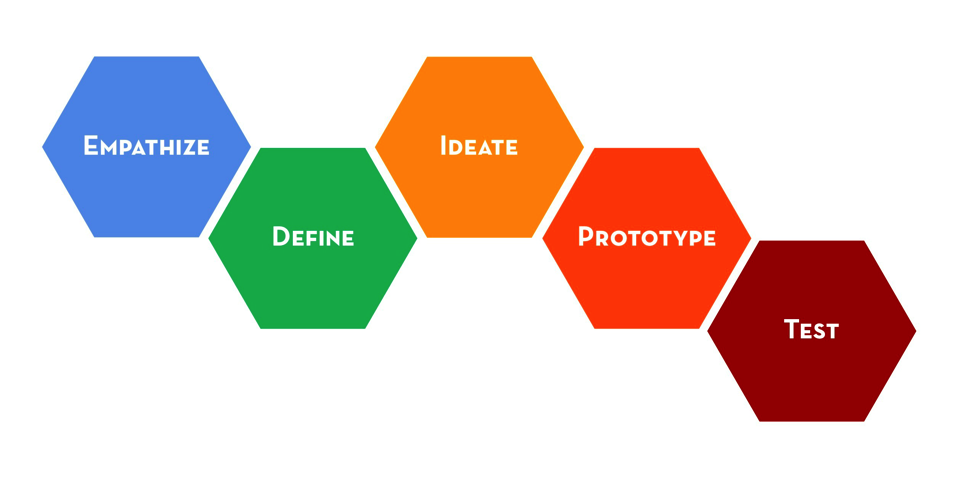 Empathize
Define
Ideate
Prototype
Test